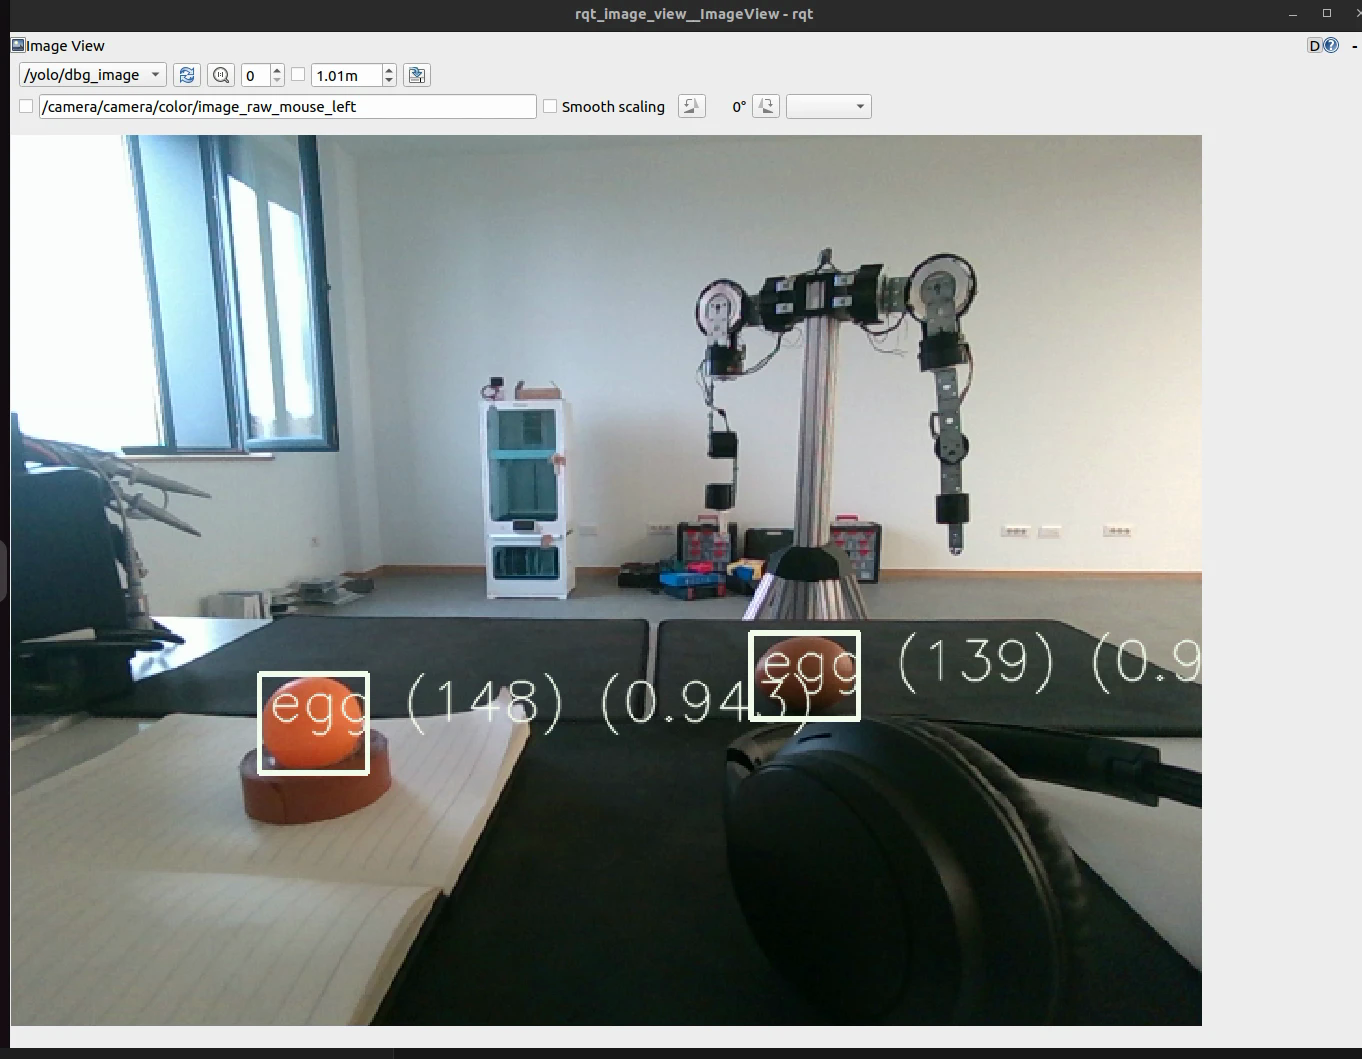 rqt_image_view__ImageView - rqt
Image View
D
-
/yolo/dbg_image
0
1.01m
/camera/camera/color/image_raw_mouse_left
Smooth scaling
0°
egg (139) (0.9
egg (148) (0.943)